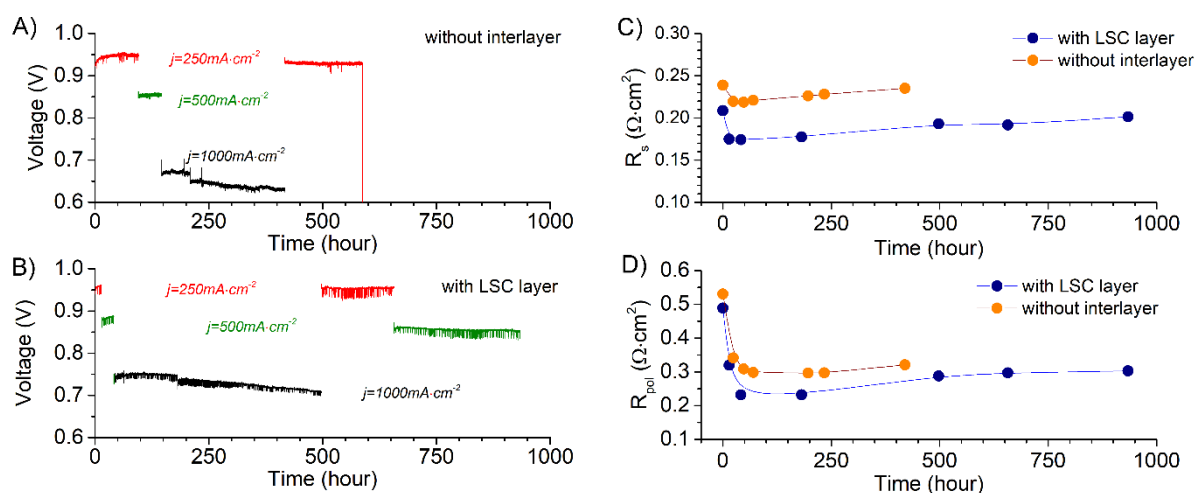 A)
without interlayer
j=250mA·cm⁻²
j=500mA·cm⁻²
j=1000mA·cm⁻²
Voltage (V)
1.0
0.9
0.8
0.7
0.6
0 250 500 750 1000
Time (hour)
B)
with LSC layer
j=250mA·cm⁻²
j=500mA·cm⁻²
j=1000mA·cm⁻²
Voltage (V)
1.0
0.9
0.8
0.7
0.6
0 250 500 750 1000
Time (hour)
C)
with LSC layer
without interlayer
Rs (Ω·cm²)
0.30
0.25
0.20
0.15
0.10
0 250 500 750 1000
Time (hour)
D)
with LSC layer
without interlayer
Rpol (Ω·cm²)
0.6
0.5
0.4
0.3
0.2
0.1
0 250 500 750 1000
Time (hour)